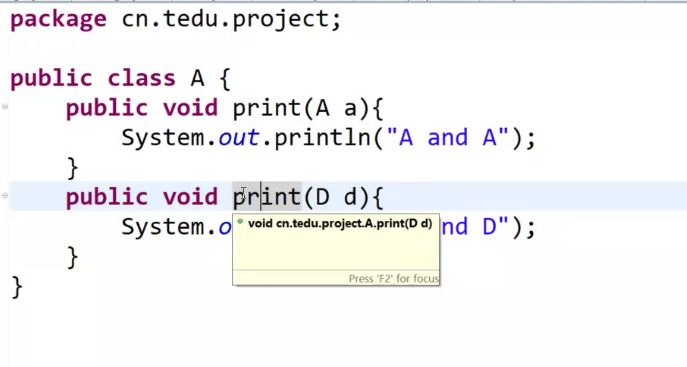 package cn.tedu.project;
public class A {
public void print(A a){
System.out.println("A and A");
}
public void print(D d){
System.o nd D");
void cn.tedu.project.A.print(D d)
Press 'F2' for focus
}
}